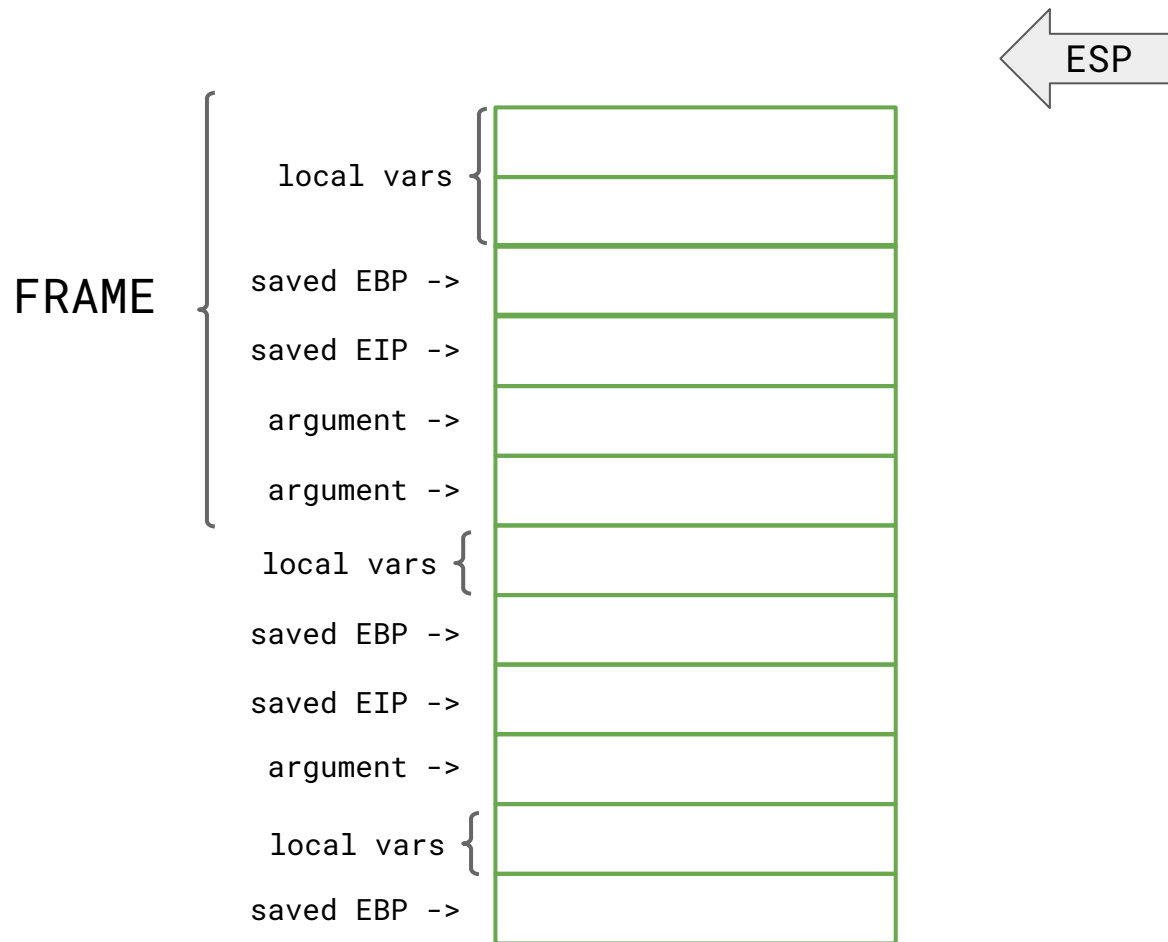 ESP
local vars
saved EBP ->
FRAME
saved EIP ->
argument ->
argument ->
local vars
saved EBP ->
saved EIP ->
argument ->
local vars
saved EBP ->